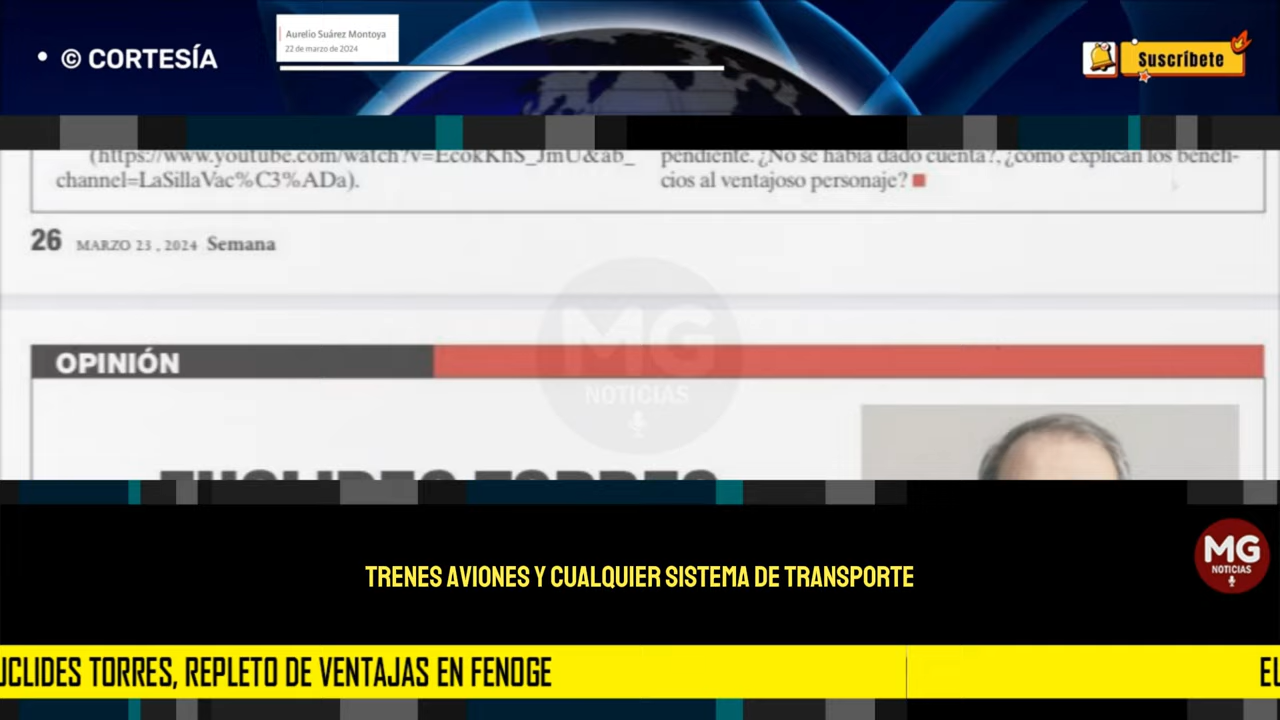 • © CORTESÍA
Aurelio Suárez Montoya
22 de marzo de 2024
Suscríbete
(https://www.youtube.com/watch?v=EcokKhS_JmU&ab_
channel=LaSillaVac%C3%ADa).
pendiente. ¿No se había dado cuenta?, ¿cómo explican los benefi-
cios al ventajoso personaje?
26 MARZO 23, 2024 Semana
MG
NOTICIAS
OPINIÓN
EUCLIDES TORRES
TRENES AVIONES Y CUALQUIER SISTEMA DE TRANSPORTE
MG
NOTICIAS
UCLIDES TORRES, REPLETO DE VENTAJAS EN FENOGE
EU